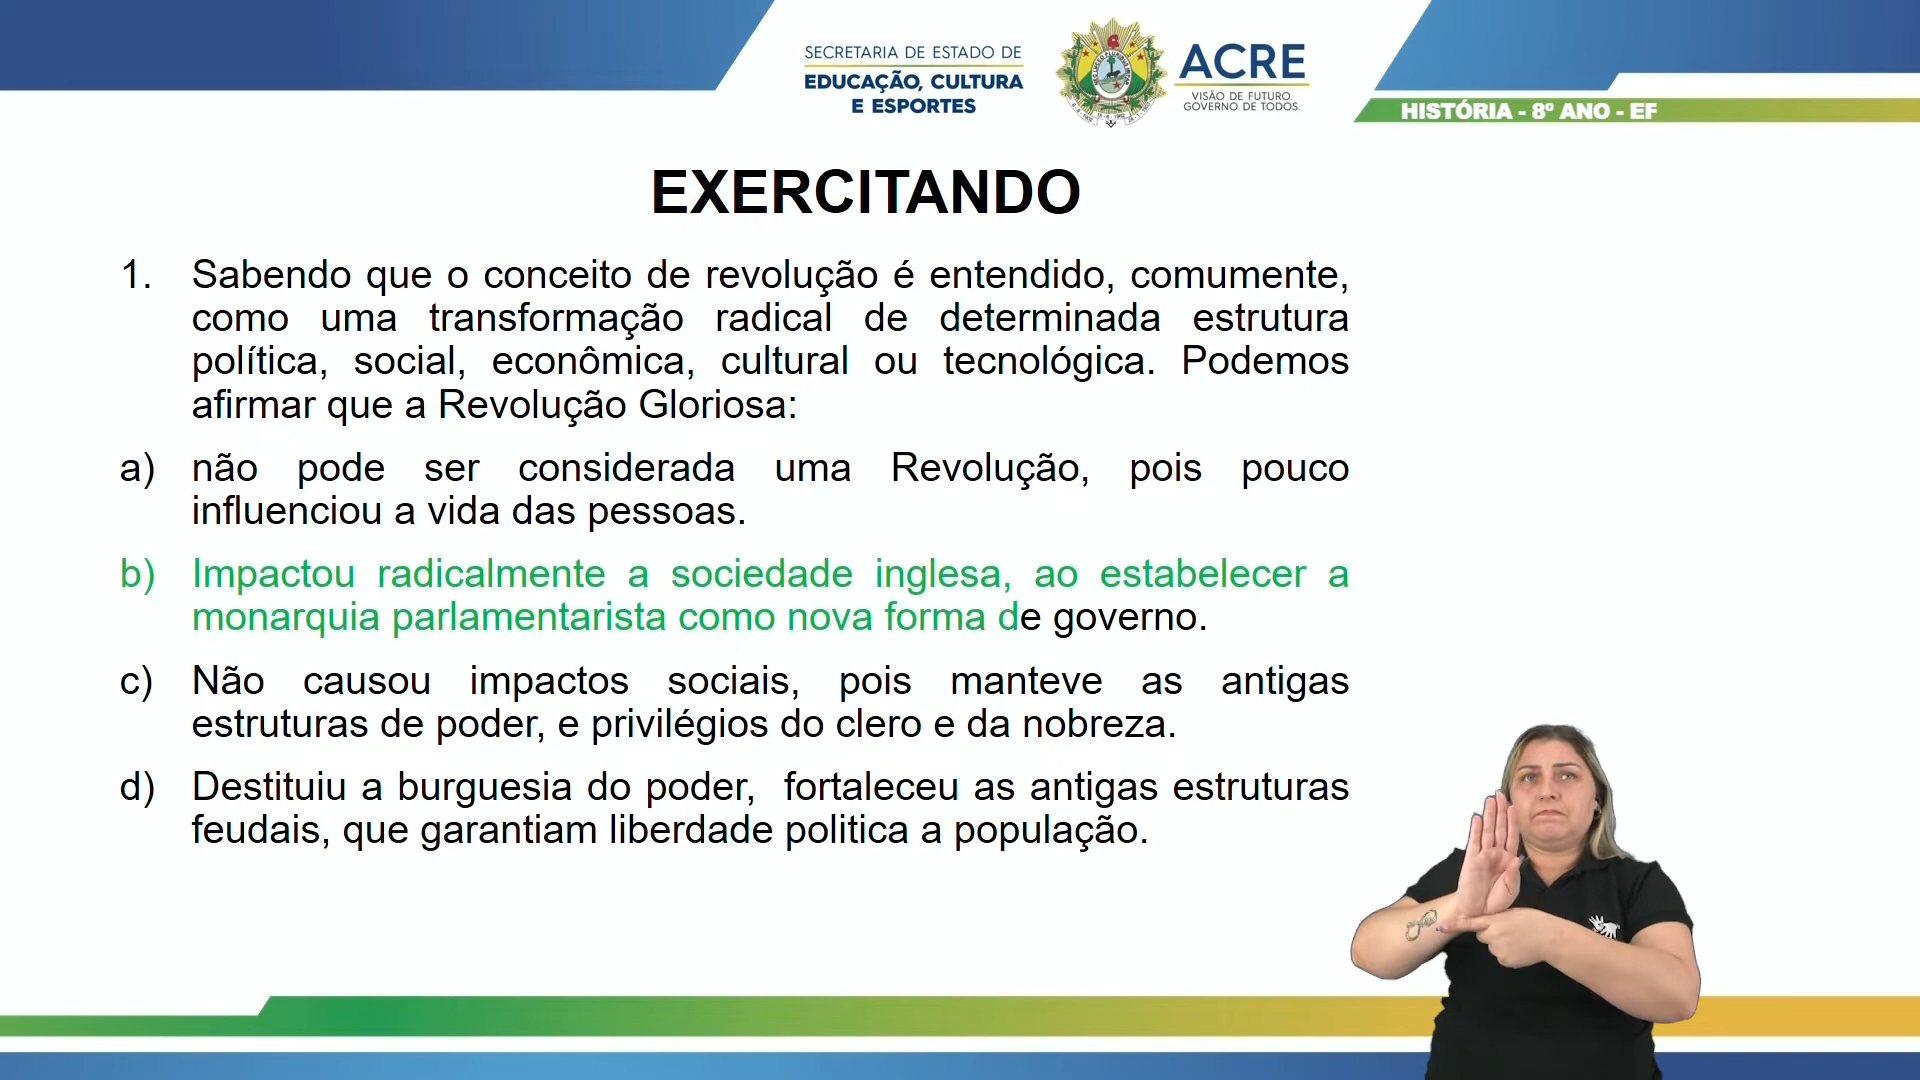 SECRETARIA DE ESTADO DE
EDUCAÇÃO, CULTURA
E ESPORTES
ACRE
VISÃO DE FUTURO.
GOVERNO DE TODOS.
HISTÓRIA - 8º ANO - EF
EXERCITANDO
1. Sabendo que o conceito de revolução é entendido, comumente,
como uma transformação radical de determinada estrutura
política, social, econômica, cultural ou tecnológica. Podemos
afirmar que a Revolução Gloriosa:
a) não pode ser considerada uma Revolução, pois pouco
influenciou a vida das pessoas.
b) Impactou radicalmente a sociedade inglesa, ao estabelecer a
monarquia parlamentarista como nova forma de governo.
c) Não causou impactos sociais, pois manteve as antigas
estruturas de poder, e privilégios do clero e da nobreza.
d) Destituiu a burguesia do poder,  fortaleceu as antigas estruturas
feudais, que garantiam liberdade politica a população.